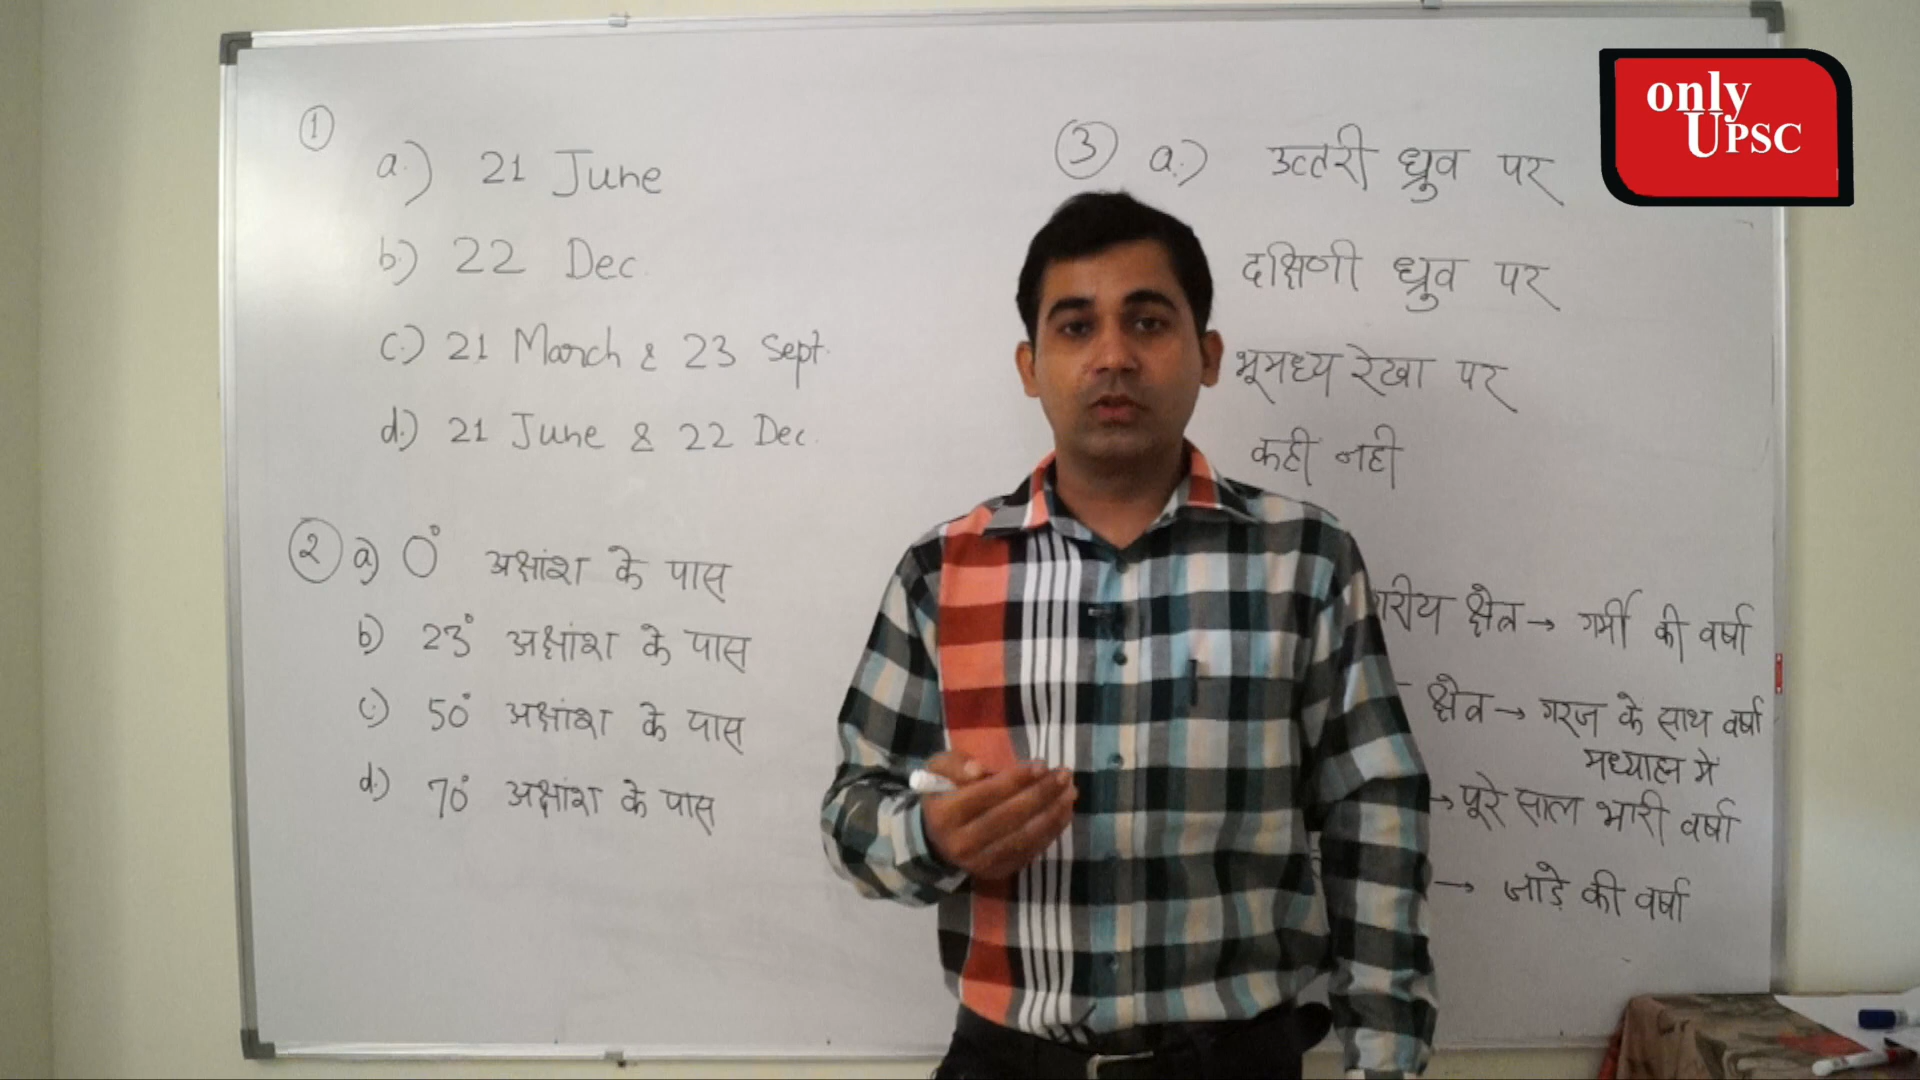 ①
a.) 21 June
b.) 22 Dec.
c.) 21 March & 23 Sept.
d.) 21 June & 22 Dec.
② a) 0° अक्षांश के पास
b) 23° अक्षांश के पास
c.) 50° अक्षांश के पास
d.) 70° अक्षांश के पास
③ a.) उत्तरी ध्रुव पर
दक्षिणी ध्रुव पर
भूमध्य रेखा पर
कही नही
क्षेत्र → गर्मी की वर्षा
क्षेत्र → गरज के साथ वर्षा
मध्याह्न में
→ पूरे साल भारी वर्षा
→ जाड़े की वर्षा
only
UPSC